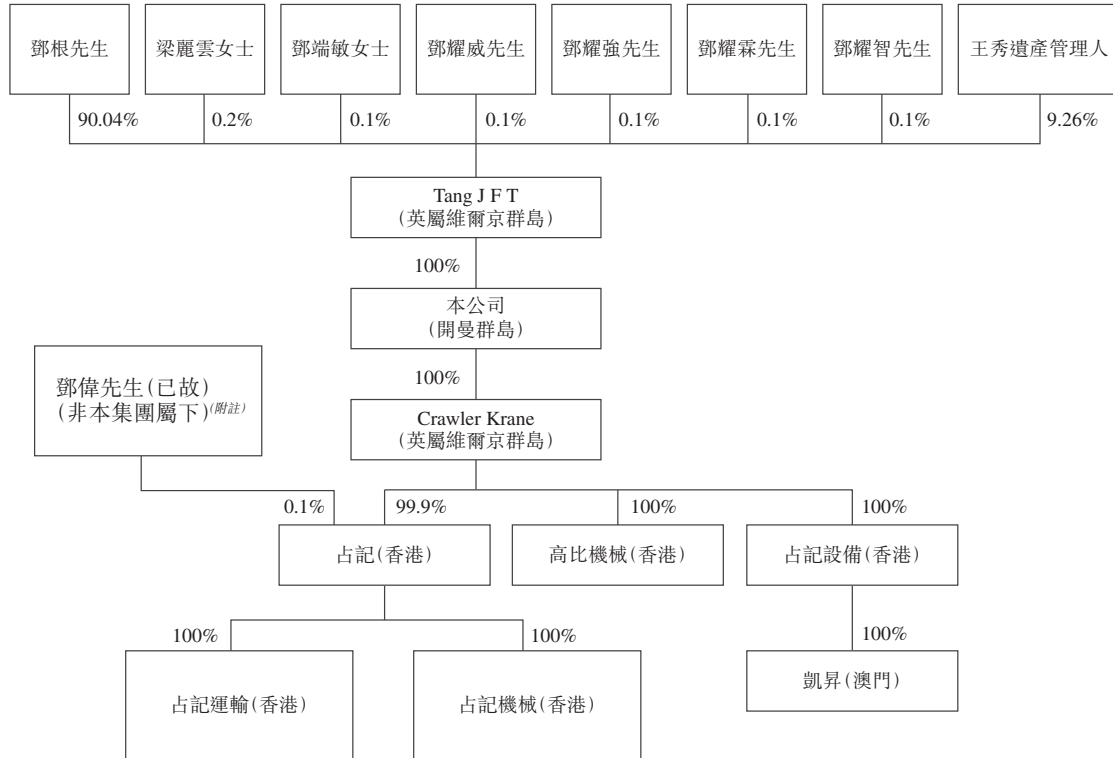 鄧根先生
梁麗雲女士
鄧端敏女士
鄧耀威先生
鄧耀強先生
鄧耀霖先生
鄧耀智先生
王秀遺產管理人
90.04%
0.2%
0.1%
0.1%
0.1%
0.1%
0.1%
9.26%
Tang J F T
(英屬維爾京群島)
100%
本公司
(開曼群島)
鄧偉先生(已故)
(非本集團屬下)(附註)
100%
Crawler Krane
(英屬維爾京群島)
0.1%
99.9%
100%
100%
占記(香港)
高比機械(香港)
占記設備(香港)
100%
100%
100%
占記運輸(香港)
占記機械(香港)
凱昇(澳門)